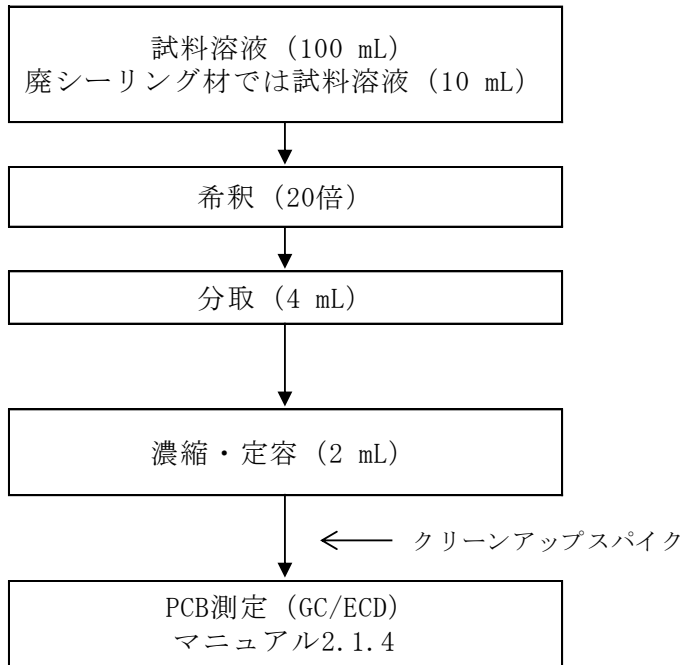 試料溶液（100 mL）
廃シーリング材では試料溶液（10 mL）
希釈（20倍）
分取（4 mL）
濃縮・定容（2 mL）
クリーンアップスパイク
PCB測定（GC/ECD）
マニュアル2.1.4